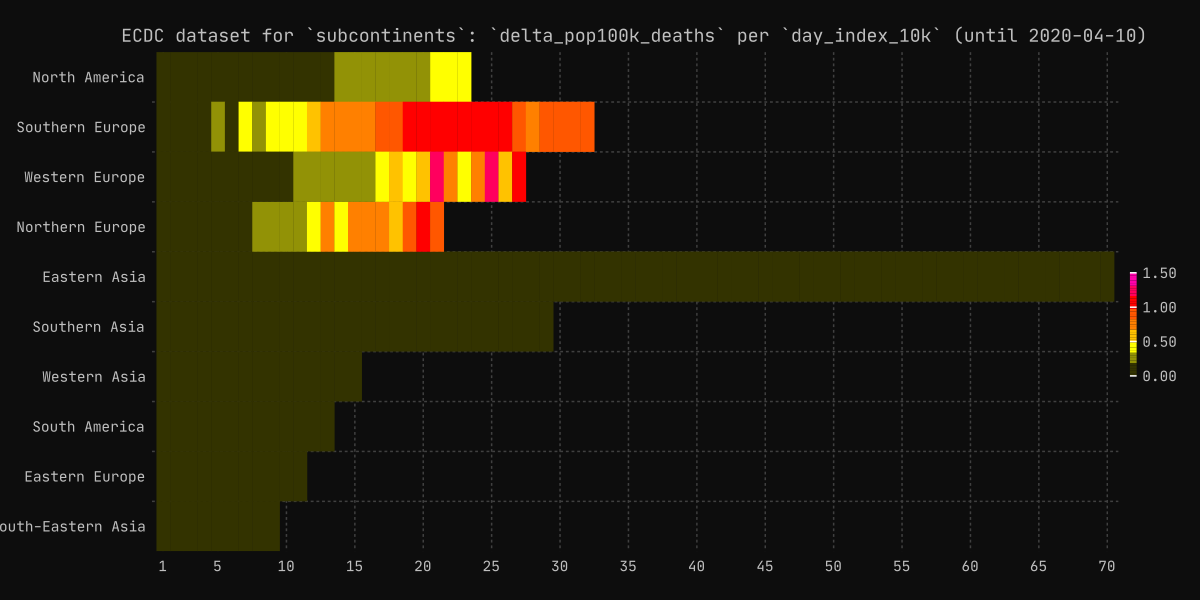 ECDC dataset for `subcontinents`: `delta_pop100k_deaths` per `day_index_10k` (until 2020-04-10)
North America
Southern Europe
Western Europe
Northern Europe
Eastern Asia
Southern Asia
Western Asia
South America
Eastern Europe
outh-Eastern Asia
1.50
1.00
0.50
0.00
1 5 10 15 20 25 30 35 40 45 50 55 60 65 70